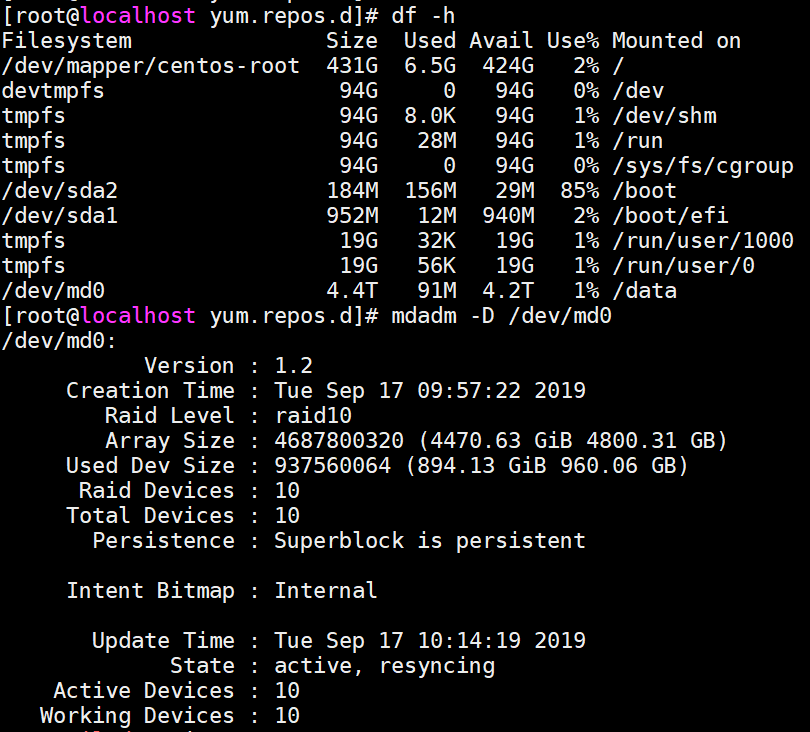 [root@localhost yum.repos.d]# df -h
Filesystem Size Used Avail Use% Mounted on
/dev/mapper/centos-root 431G 6.5G 424G 2% /
devtmpfs 94G 0 94G 0% /dev
tmpfs 94G 8.0K 94G 1% /dev/shm
tmpfs 94G 28M 94G 1% /run
tmpfs 94G 0 94G 0% /sys/fs/cgroup
/dev/sda2 184M 156M 29M 85% /boot
/dev/sda1 952M 12M 940M 2% /boot/efi
tmpfs 19G 32K 19G 1% /run/user/1000
tmpfs 19G 56K 19G 1% /run/user/0
/dev/md0 4.4T 91M 4.2T 1% /data
[root@localhost yum.repos.d]# mdadm -D /dev/md0
/dev/md0:
Version : 1.2
Creation Time : Tue Sep 17 09:57:22 2019
Raid Level : raid10
Array Size : 4687800320 (4470.63 GiB 4800.31 GB)
Used Dev Size : 937560064 (894.13 GiB 960.06 GB)
Raid Devices : 10
Total Devices : 10
Persistence : Superblock is persistent
Intent Bitmap : Internal
Update Time : Tue Sep 17 10:14:19 2019
State : active, resyncing
Active Devices : 10
Working Devices : 10